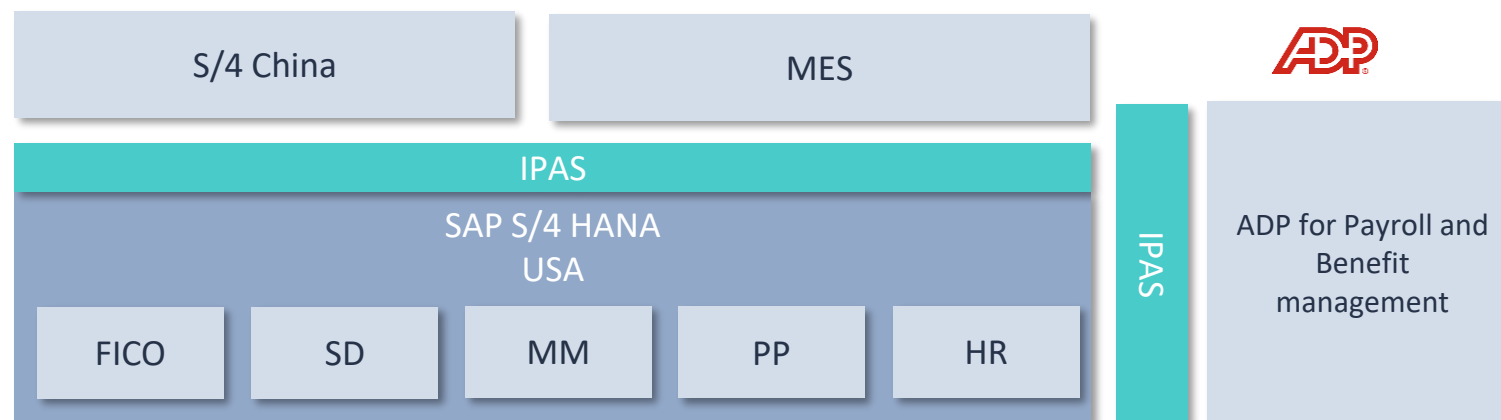 S/4 China
MES
ADP
IPAS
SAP S/4 HANA
USA
FICO
SD
MM
PP
HR
IPAS
ADP for Payroll and
Benefit
management